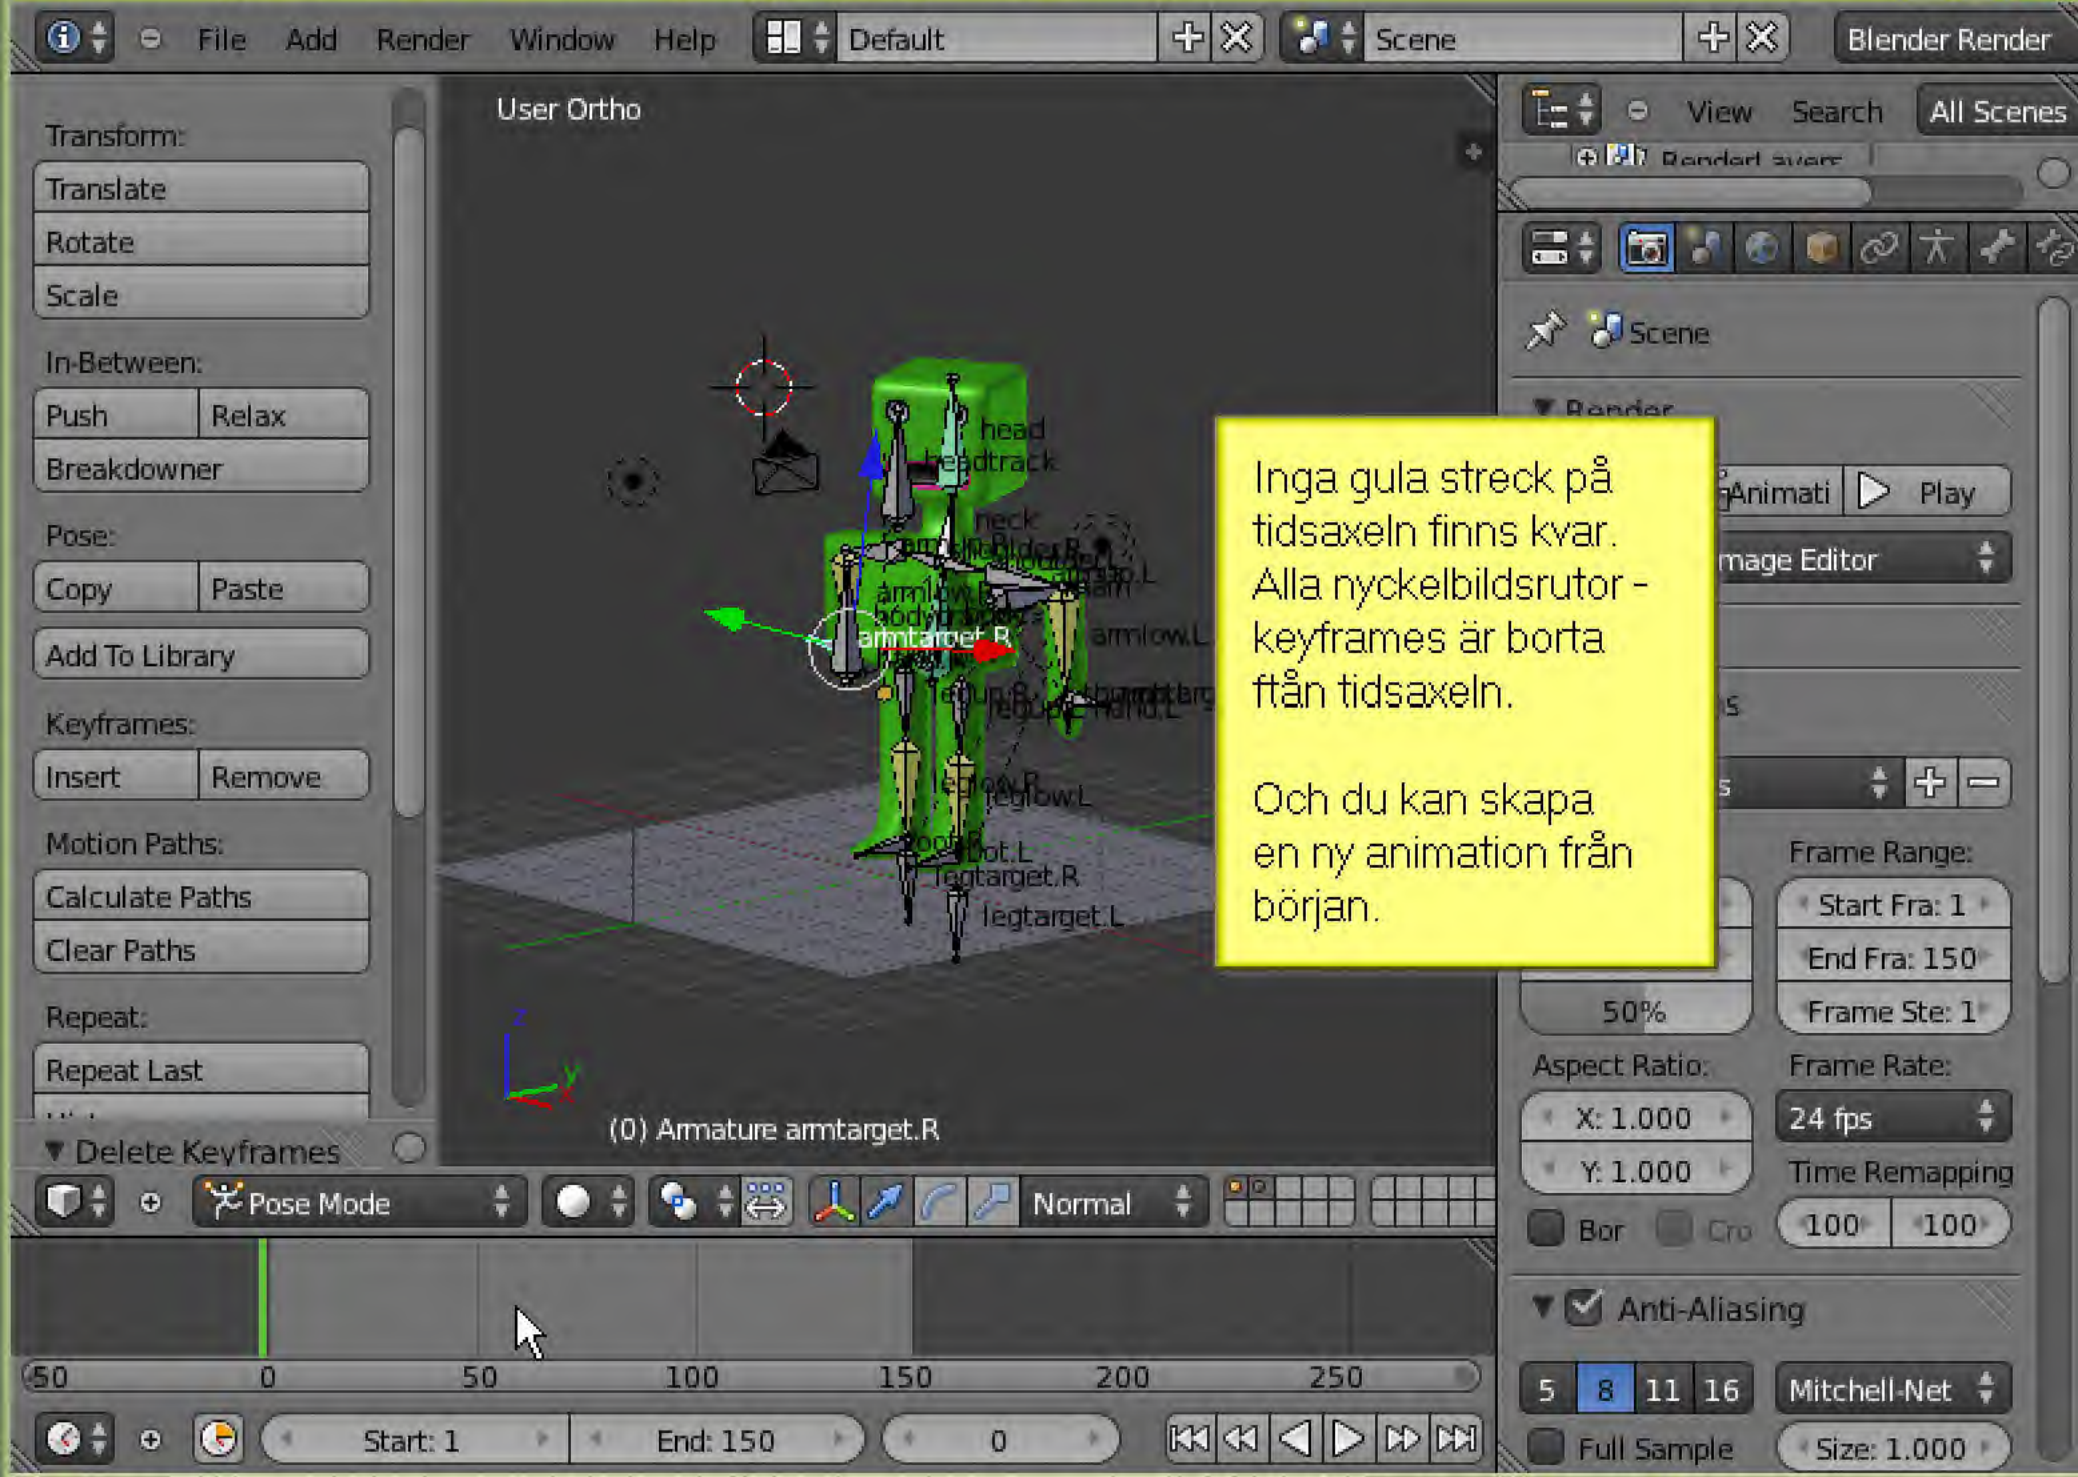 File Add Render Window Help Default Scene Blender Render
Transform:
Translate
Rotate
Scale
In-Between:
Push Relax
Breakdowner
Pose:
Copy Paste
Add To Library
Keyframes:
Insert Remove
Motion Paths:
Calculate Paths
Clear Paths
Repeat:
Repeat Last
Delete Keyframes
User Ortho
head
headtrack
neck
armlow.L
armtarget.R
leglow.R
leglow.L
legtarget.R
legtarget.L
z
y
x
(0) Armature armtarget.R
Inga gula streck på
tidsaxeln finns kvar.
Alla nyckelbildsrutor -
keyframes är borta
ftån tidsaxeln.
Och du kan skapa
en ny animation från
början.
View Search All Scenes
RenderLayers
Scene
Render
Animati Play
mage Editor
s
s
Frame Range:
Start Fra: 1
End Fra: 150
50% Frame Ste: 1
Aspect Ratio: Frame Rate:
X: 1.000 24 fps
Y: 1.000 Time Remapping
Bor Cro 100 100
Anti-Aliasing
5 8 11 16 Mitchell-Net
Full Sample Size: 1.000
Pose Mode Normal
-50 0 50 100 150 200 250
Start: 1 End: 150 0